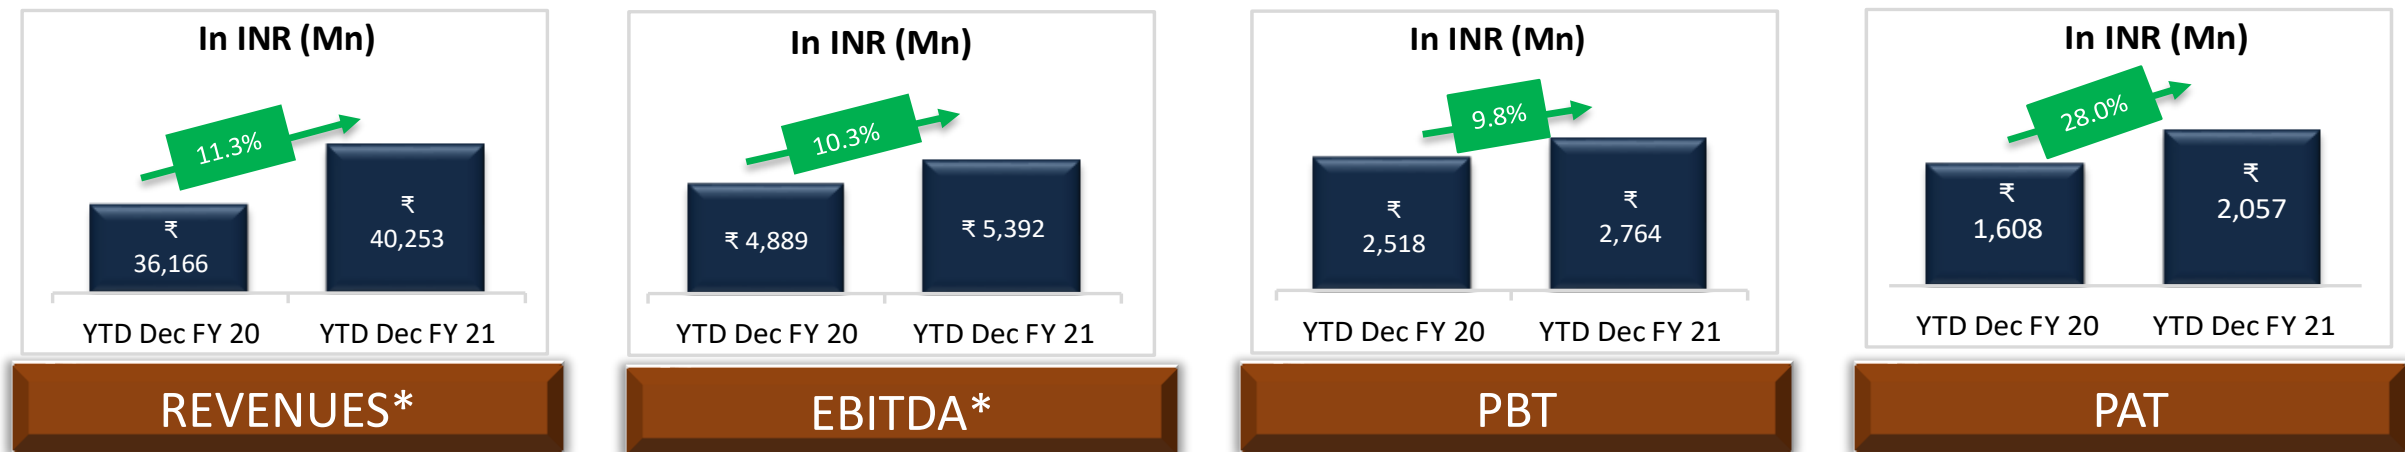 In INR (Mn)
11.3%
₹
36,166
₹
40,253
YTD Dec FY 20
YTD Dec FY 21
REVENUES*
In INR (Mn)
10.3%
₹ 4,889
₹ 5,392
YTD Dec FY 20
YTD Dec FY 21
EBITDA*
In INR (Mn)
9.8%
₹
2,518
₹
2,764
YTD Dec FY 20
YTD Dec FY 21
PBT
In INR (Mn)
28.0%
₹
1,608
₹
2,057
YTD Dec FY 20
YTD Dec FY 21
PAT